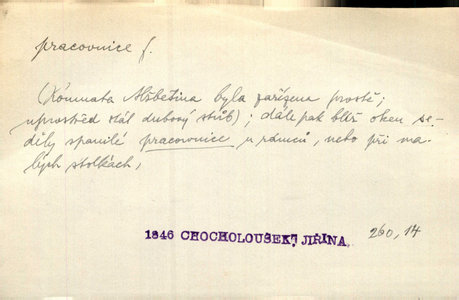 pracovnice f.
(Komnata Alžbětina byla zařízena prostě;
uprostřed stál dubový stůl); dále pak blíž oken se-
děly spanilé pracovnice u rámců, nebo při ma-
lých stolkách,
1846 CHOCHOLOUŠEK, JIŘINA, 260, 14